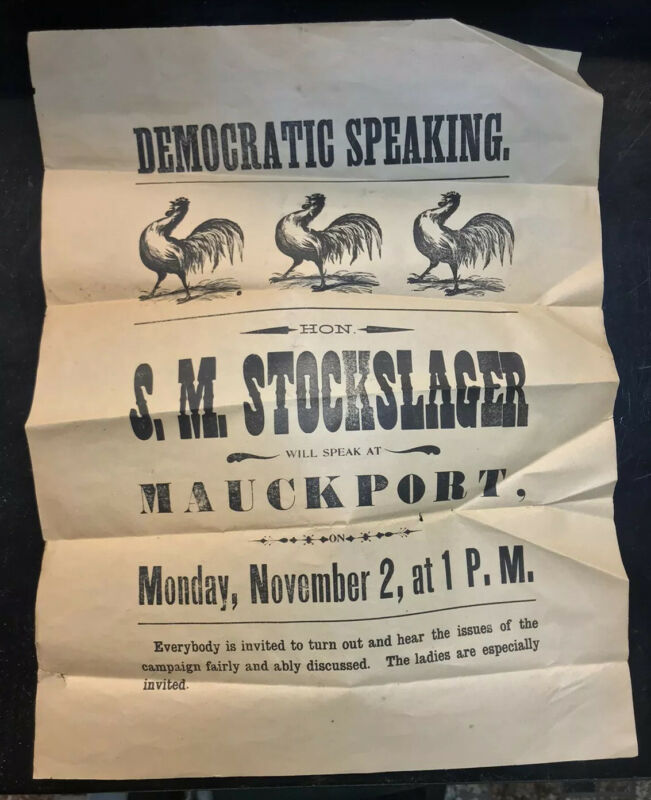 DEMOCRATIC SPEAKING.
HON.
S. M. STOCKSLAGER
WILL SPEAK AT
MAUCKPORT,
ON
Monday, November 2, at 1 P. M.
Everybody is invited to turn out and hear the issues of the
campaign fairly and ably discussed. The ladies are especially
invited.